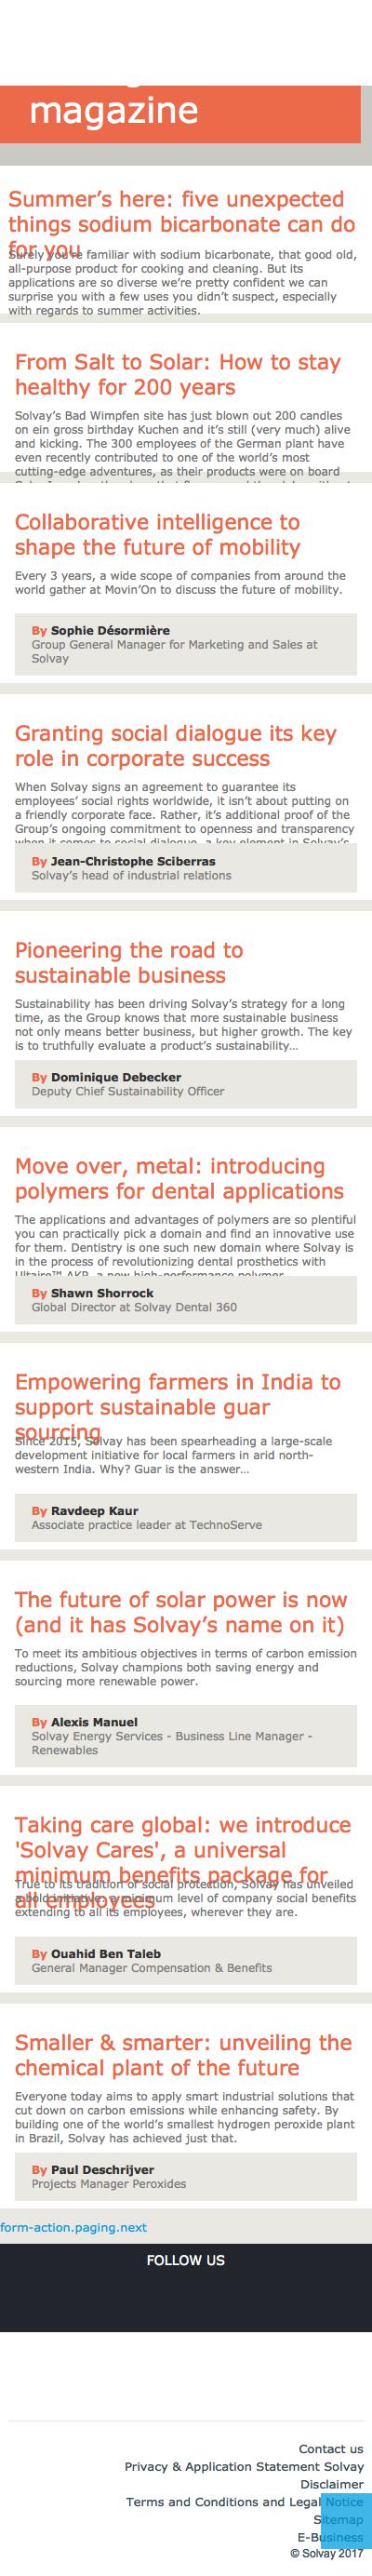 magazine
Summer's here: five unexpected
things sodium bicarbonate can do
for you
Surely you're familiar with sodium bicarbonate, that good old,
all-purpose product for cooking and cleaning. But its
applications are so diverse we're pretty confident we can
surprise you with a few uses you didn't suspect, especially
with regards to summer activities.
From Salt to Solar: How to stay
healthy for 200 years
Solvay's Bad Wimpfen site has just blown out 200 candles
on ein gross birthday Kuchen and it's still (very much) alive
and kicking. The 300 employees of the German plant have
even recently contributed to one of the world's most
cutting-edge adventures, as their products were on board
Collaborative intelligence to
shape the future of mobility
Every 3 years, a wide scope of companies from around the
world gather at Movin'On to discuss the future of mobility.
By Sophie Désormière
Group General Manager for Marketing and Sales at
Solvay
Granting social dialogue its key
role in corporate success
When Solvay signs an agreement to guarantee its
employees' social rights worldwide, it isn't about putting on
a friendly corporate face. Rather, it's additional proof of the
Group's ongoing commitment to openness and transparency
when it comes to social dialogue, a key element in Solvay's
By Jean-Christophe Sciberras
Solvay's head of industrial relations
Pioneering the road to
sustainable business
Sustainability has been driving Solvay's strategy for a long
time, as the Group knows that more sustainable business
not only means better business, but higher growth. The key
is to truthfully evaluate a product's sustainability...
By Dominique Debecker
Deputy Chief Sustainability Officer
Move over, metal: introducing
polymers for dental applications
The applications and advantages of polymers are so plentiful
you can practically pick a domain and find an innovative use
for them. Dentistry is one such new domain where Solvay is
in the process of revolutionizing dental prosthetics with
Ultaire™ AKP, a new high-performance polymer
By Shawn Shorrock
Global Director at Solvay Dental 360
Empowering farmers in India to
support sustainable guar
sourcing
Since 2015, Solvay has been spearheading a large-scale
development initiative for local farmers in arid north-
western India. Why? Guar is the answer...
By Ravdeep Kaur
Associate practice leader at TechnoServe
The future of solar power is now
(and it has Solvay's name on it)
To meet its ambitious objectives in terms of carbon emission
reductions, Solvay champions both saving energy and
sourcing more renewable power.
By Alexis Manuel
Solvay Energy Services - Business Line Manager -
Renewables
Taking care global: we introduce
'Solvay Cares', a universal
minimum benefits package for
all employees
True to its tradition of social protection, Solvay has unveiled
a bold initiative: a minimum level of company social benefits
extending to all its employees, wherever they are.
By Ouahid Ben Taleb
General Manager Compensation & Benefits
Smaller & smarter: unveiling the
chemical plant of the future
Everyone today aims to apply smart industrial solutions that
cut down on carbon emissions while enhancing safety. By
building one of the world's smallest hydrogen peroxide plant
in Brazil, Solvay has achieved just that.
By Paul Deschrijver
Projects Manager Peroxides
form-action.paging.next
FOLLOW US
Contact us
Privacy & Application Statement Solvay
Disclaimer
Terms and Conditions and Legal Notice
Sitemap
E-Business
© Solvay 2017